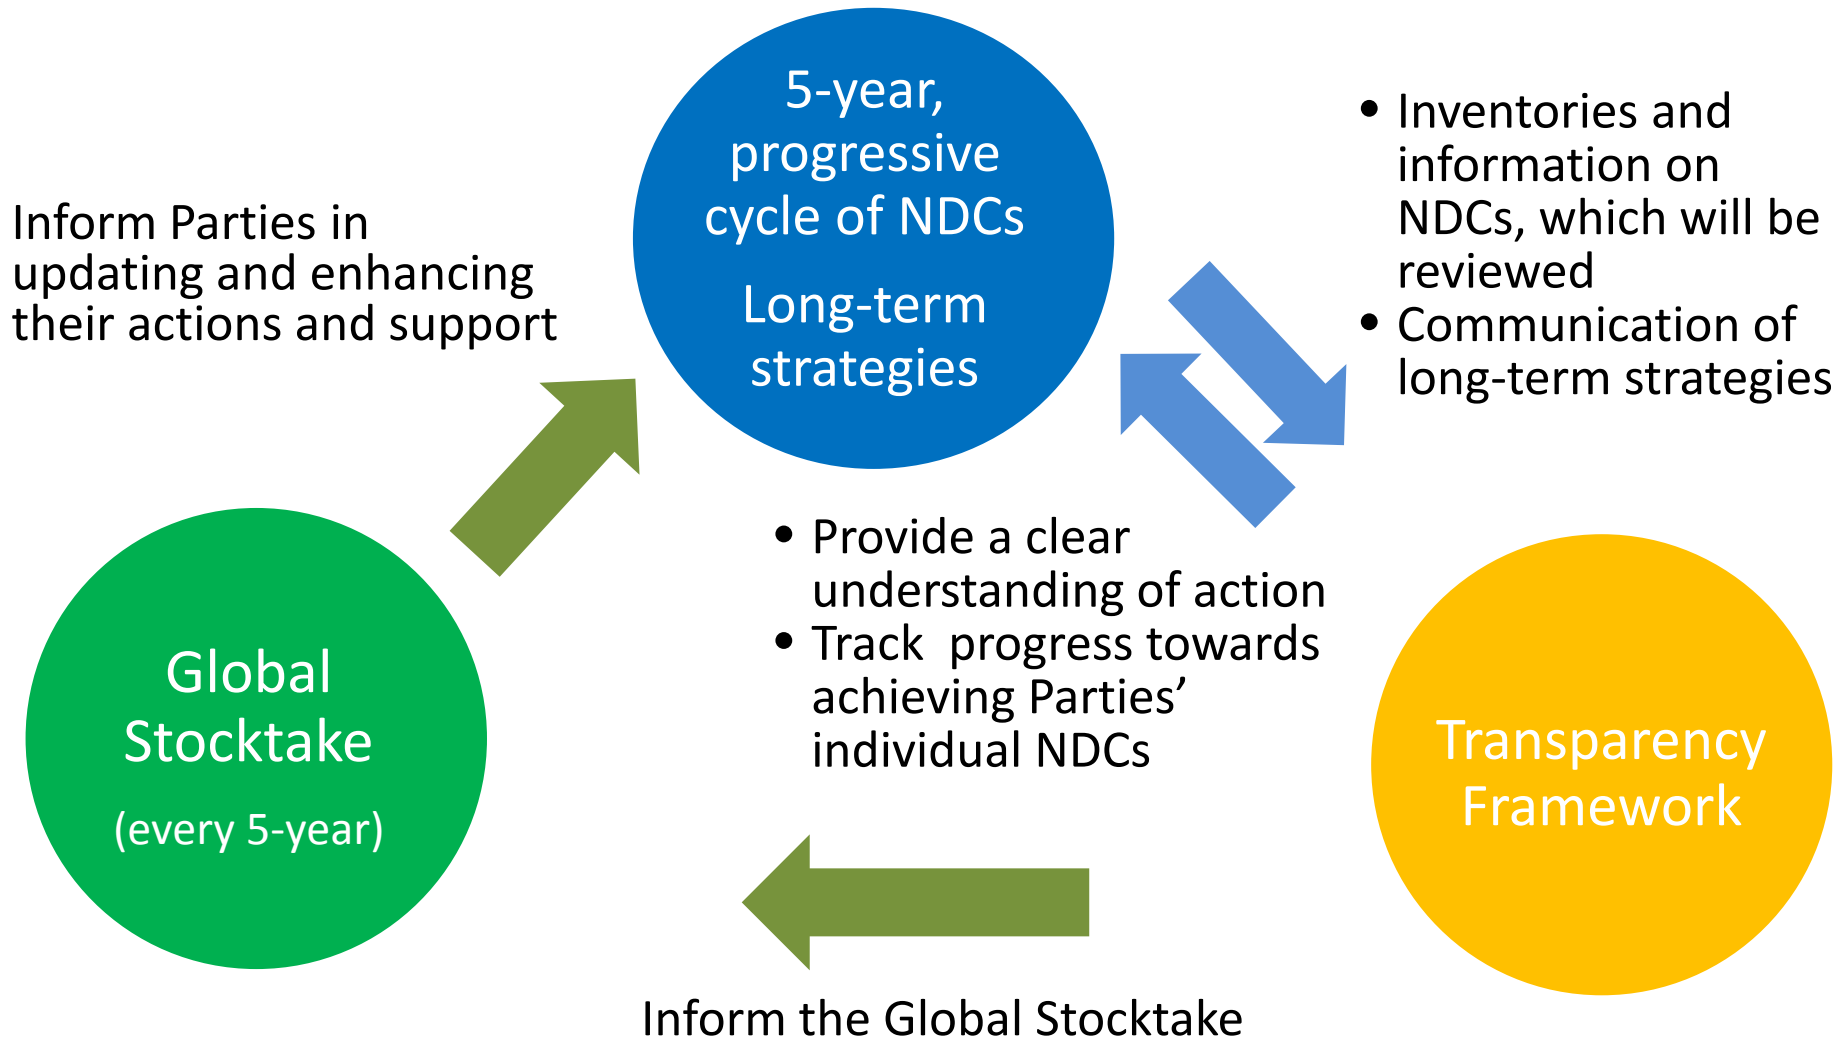 5-year,
progressive
cycle of NDCs
Long-term
strategies
• Inventories and
information on
NDCs, which will be
reviewed
• Communication of
long-term strategies
Inform Parties in
updating and enhancing
their actions and support
• Provide a clear
understanding of action
• Track  progress towards
achieving Parties’
individual NDCs
Global
Stocktake
(every 5-year)
Transparency
Framework
Inform the Global Stocktake